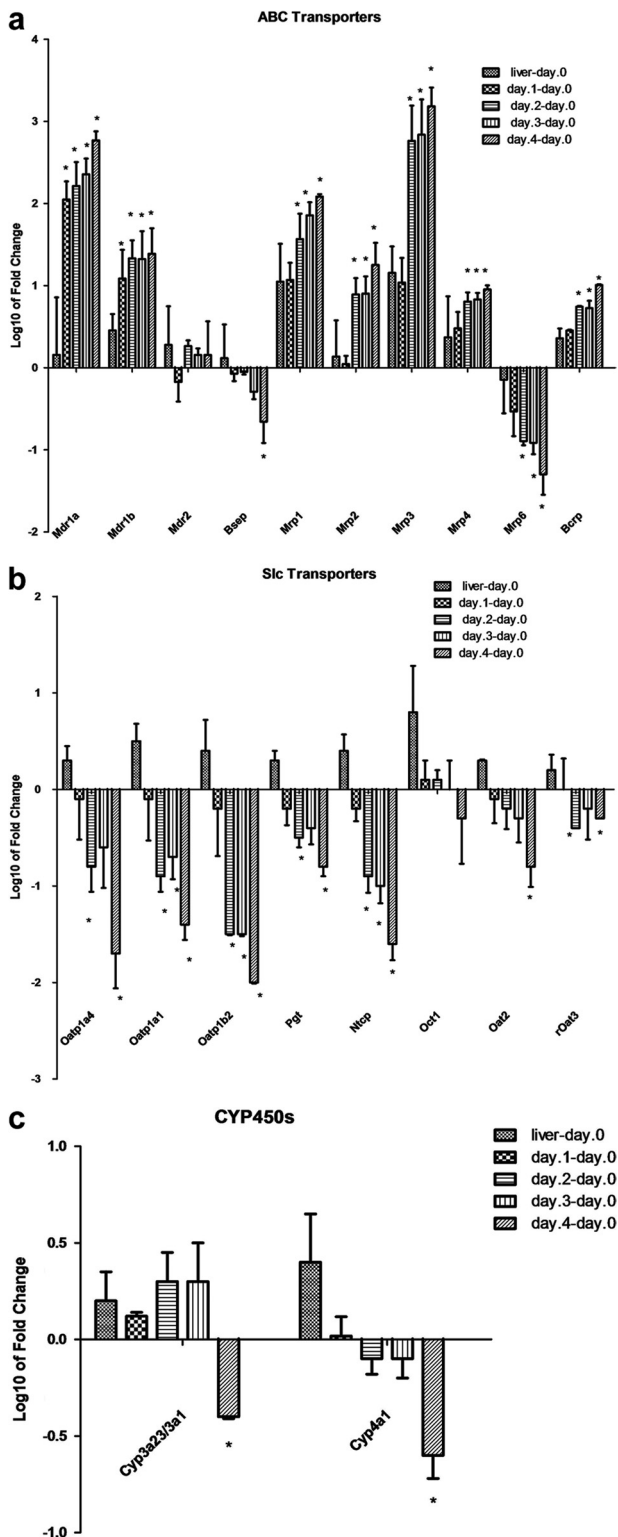 a
ABC Transporters
Log10 of Fold Change
4
3
2
1
0
-1
-2
liver-day.0
day.1-day.0
day.2-day.0
day.3-day.0
day.4-day.0
* * * *
* * * *
*
* * *
* * *
* * *
* * *
* * *
* * *
Mdr1a
Mdr1b
Mdr2
Bsep
Mrp1
Mrp2
Mrp3
Mrp4
Mrp6
Bcrp
b
Slc Transporters
Log10 of Fold Change
2
1
0
-1
-2
-3
liver-day.0
day.1-day.0
day.2-day.0
day.3-day.0
day.4-day.0
* *
* * *
* * *
* *
* * *
*
* *
Oatp1a4
Oatp1a1
Oatp1b2
Pgt
Ntcp
Oct1
Oat2
rOat3
c
CYP450s
Log10 of Fold Change
1.0
0.5
0.0
-0.5
-1.0
liver-day.0
day.1-day.0
day.2-day.0
day.3-day.0
day.4-day.0
*
*
Cyp3a23/3a1
Cyp4a1